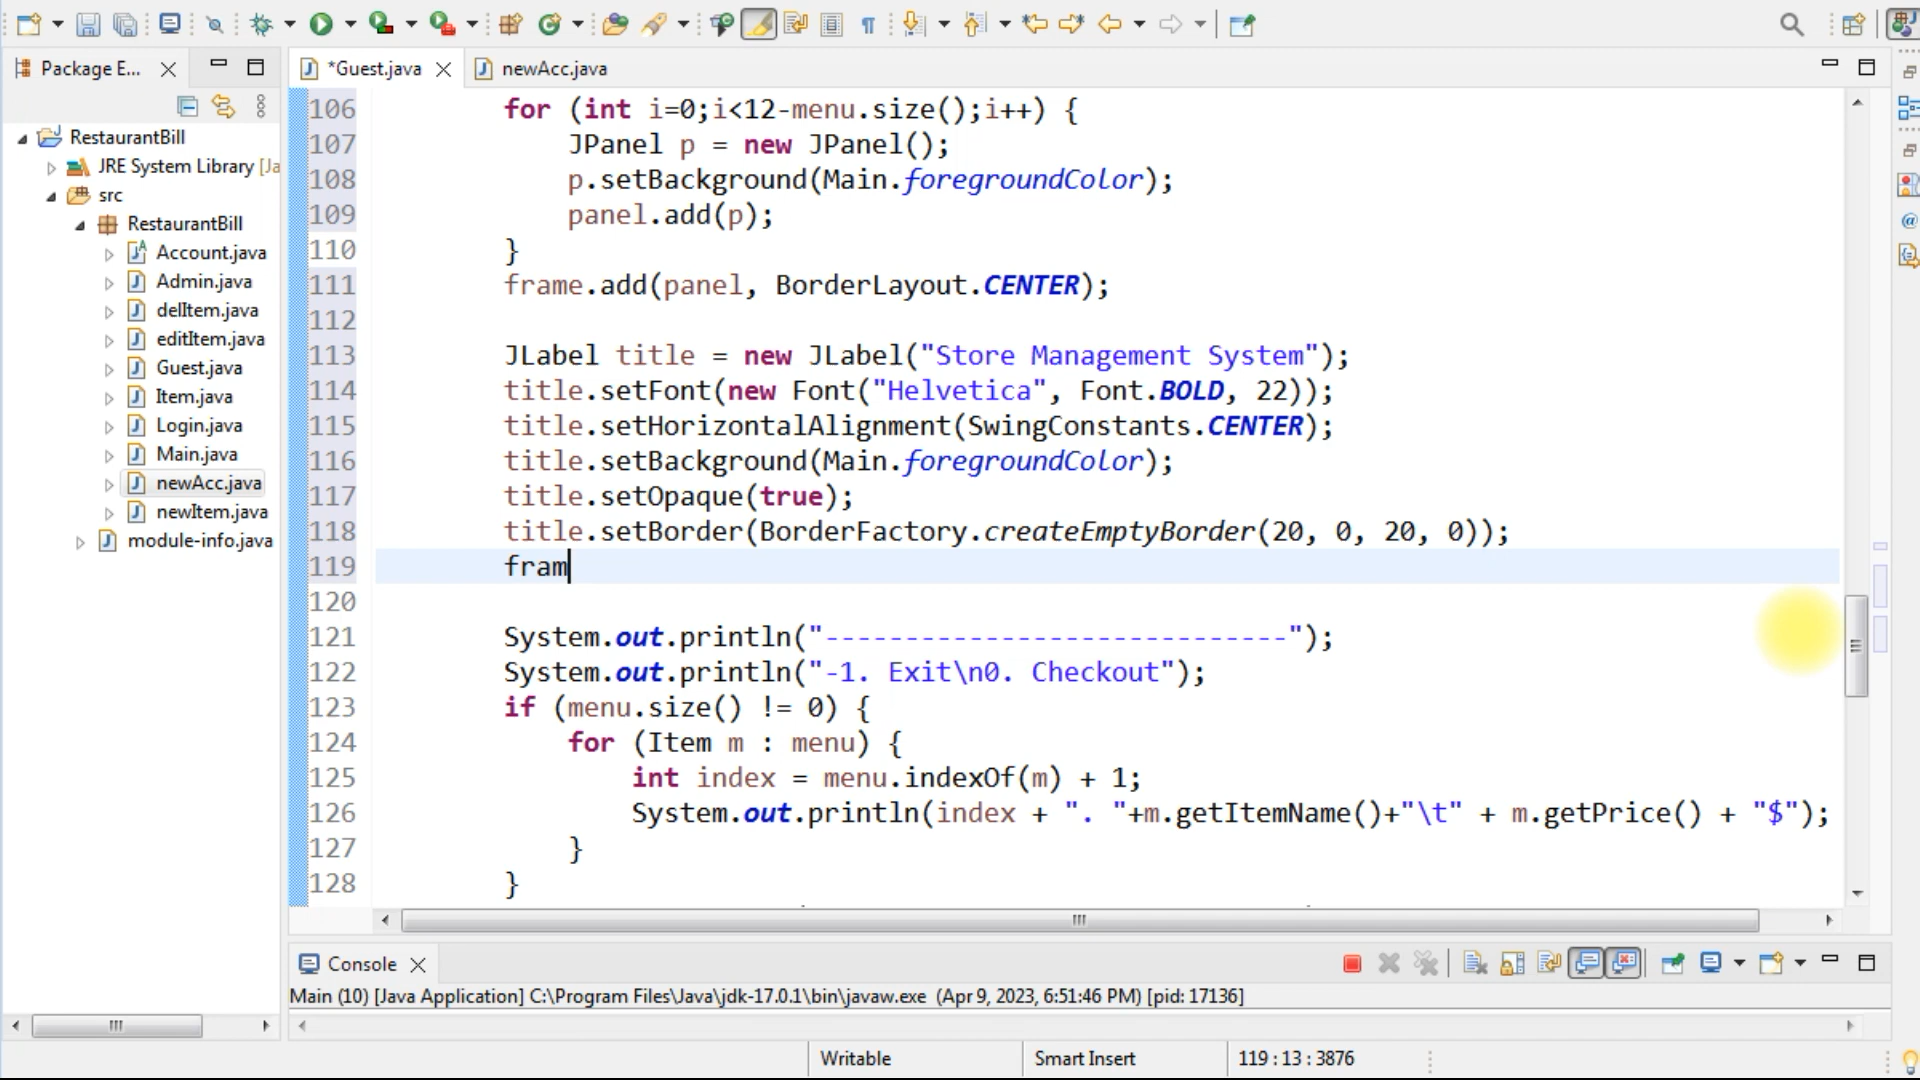 Package E...
*Guest.java
newAcc.java
RestaurantBill
JRE System Library [Ja
src
RestaurantBill
Account.java
Admin.java
delItem.java
editItem.java
Guest.java
Item.java
Login.java
Main.java
newAcc.java
newItem.java
module-info.java
106 for (int i=0;i<12-menu.size();i++) {
107 JPanel p = new JPanel();
108 p.setBackground(Main.foregroundColor);
109 panel.add(p);
110 }
111 frame.add(panel, BorderLayout.CENTER);
112
113 JLabel title = new JLabel("Store Management System");
114 title.setFont(new Font("Helvetica", Font.BOLD, 22));
115 title.setHorizontalAlignment(SwingConstants.CENTER);
116 title.setBackground(Main.foregroundColor);
117 title.setOpaque(true);
118 title.setBorder(BorderFactory.createEmptyBorder(20, 0, 20, 0));
119 fram
120
121 System.out.println("-----------------------------");
122 System.out.println("-1. Exit\n0. Checkout");
123 if (menu.size() != 0) {
124 for (Item m : menu) {
125 int index = menu.indexOf(m) + 1;
126 System.out.println(index + ". "+m.getItemName()+"\t" + m.getPrice() + "$");
127 }
128 }
Console
Main (10) [Java Application] C:\Program Files\Java\jdk-17.0.1\bin\javaw.exe (Apr 9, 2023, 6:51:46 PM) [pid: 17136]
Writable
Smart Insert
119 : 13 : 3876